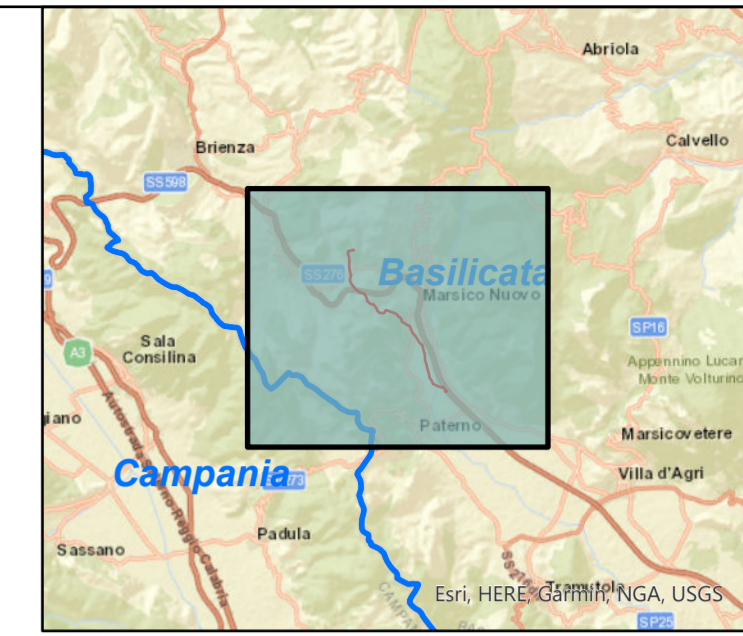 Abriola
Calvello
Brienza
SS598
SS276
Basilicata
Marsico Nuovo
SP16
Sala
Consilina
A3
Appennino Lucan
Monte Volturino
iano
Paterno
Marsicovetere
Campania
Villa d'Agri
Padula
Sassano
Tramutola
Esri, HERE, Garmin, NGA, USGS
SP25